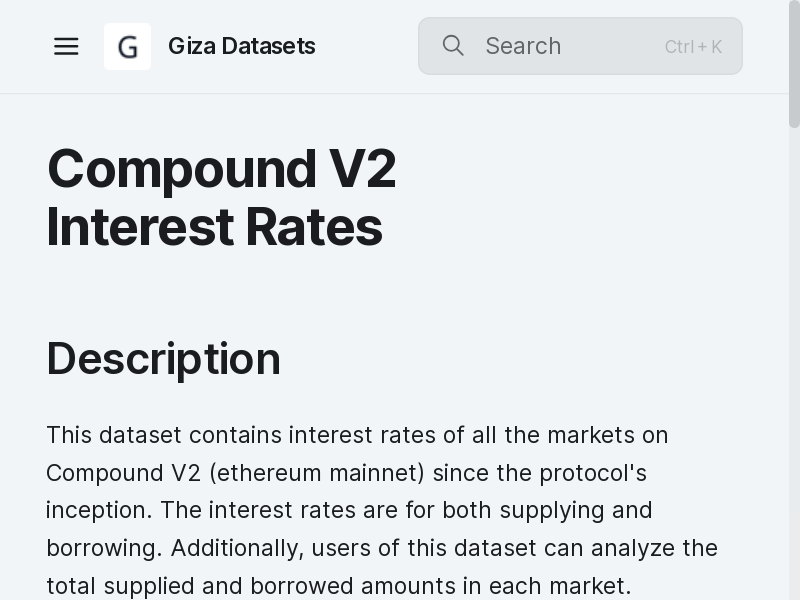 G Giza Datasets Search Ctrl + K
Compound V2
Interest Rates
Description
This dataset contains interest rates of all the markets on
Compound V2 (ethereum mainnet) since the protocol's
inception. The interest rates are for both supplying and
borrowing. Additionally, users of this dataset can analyze the
total supplied and borrowed amounts in each market.